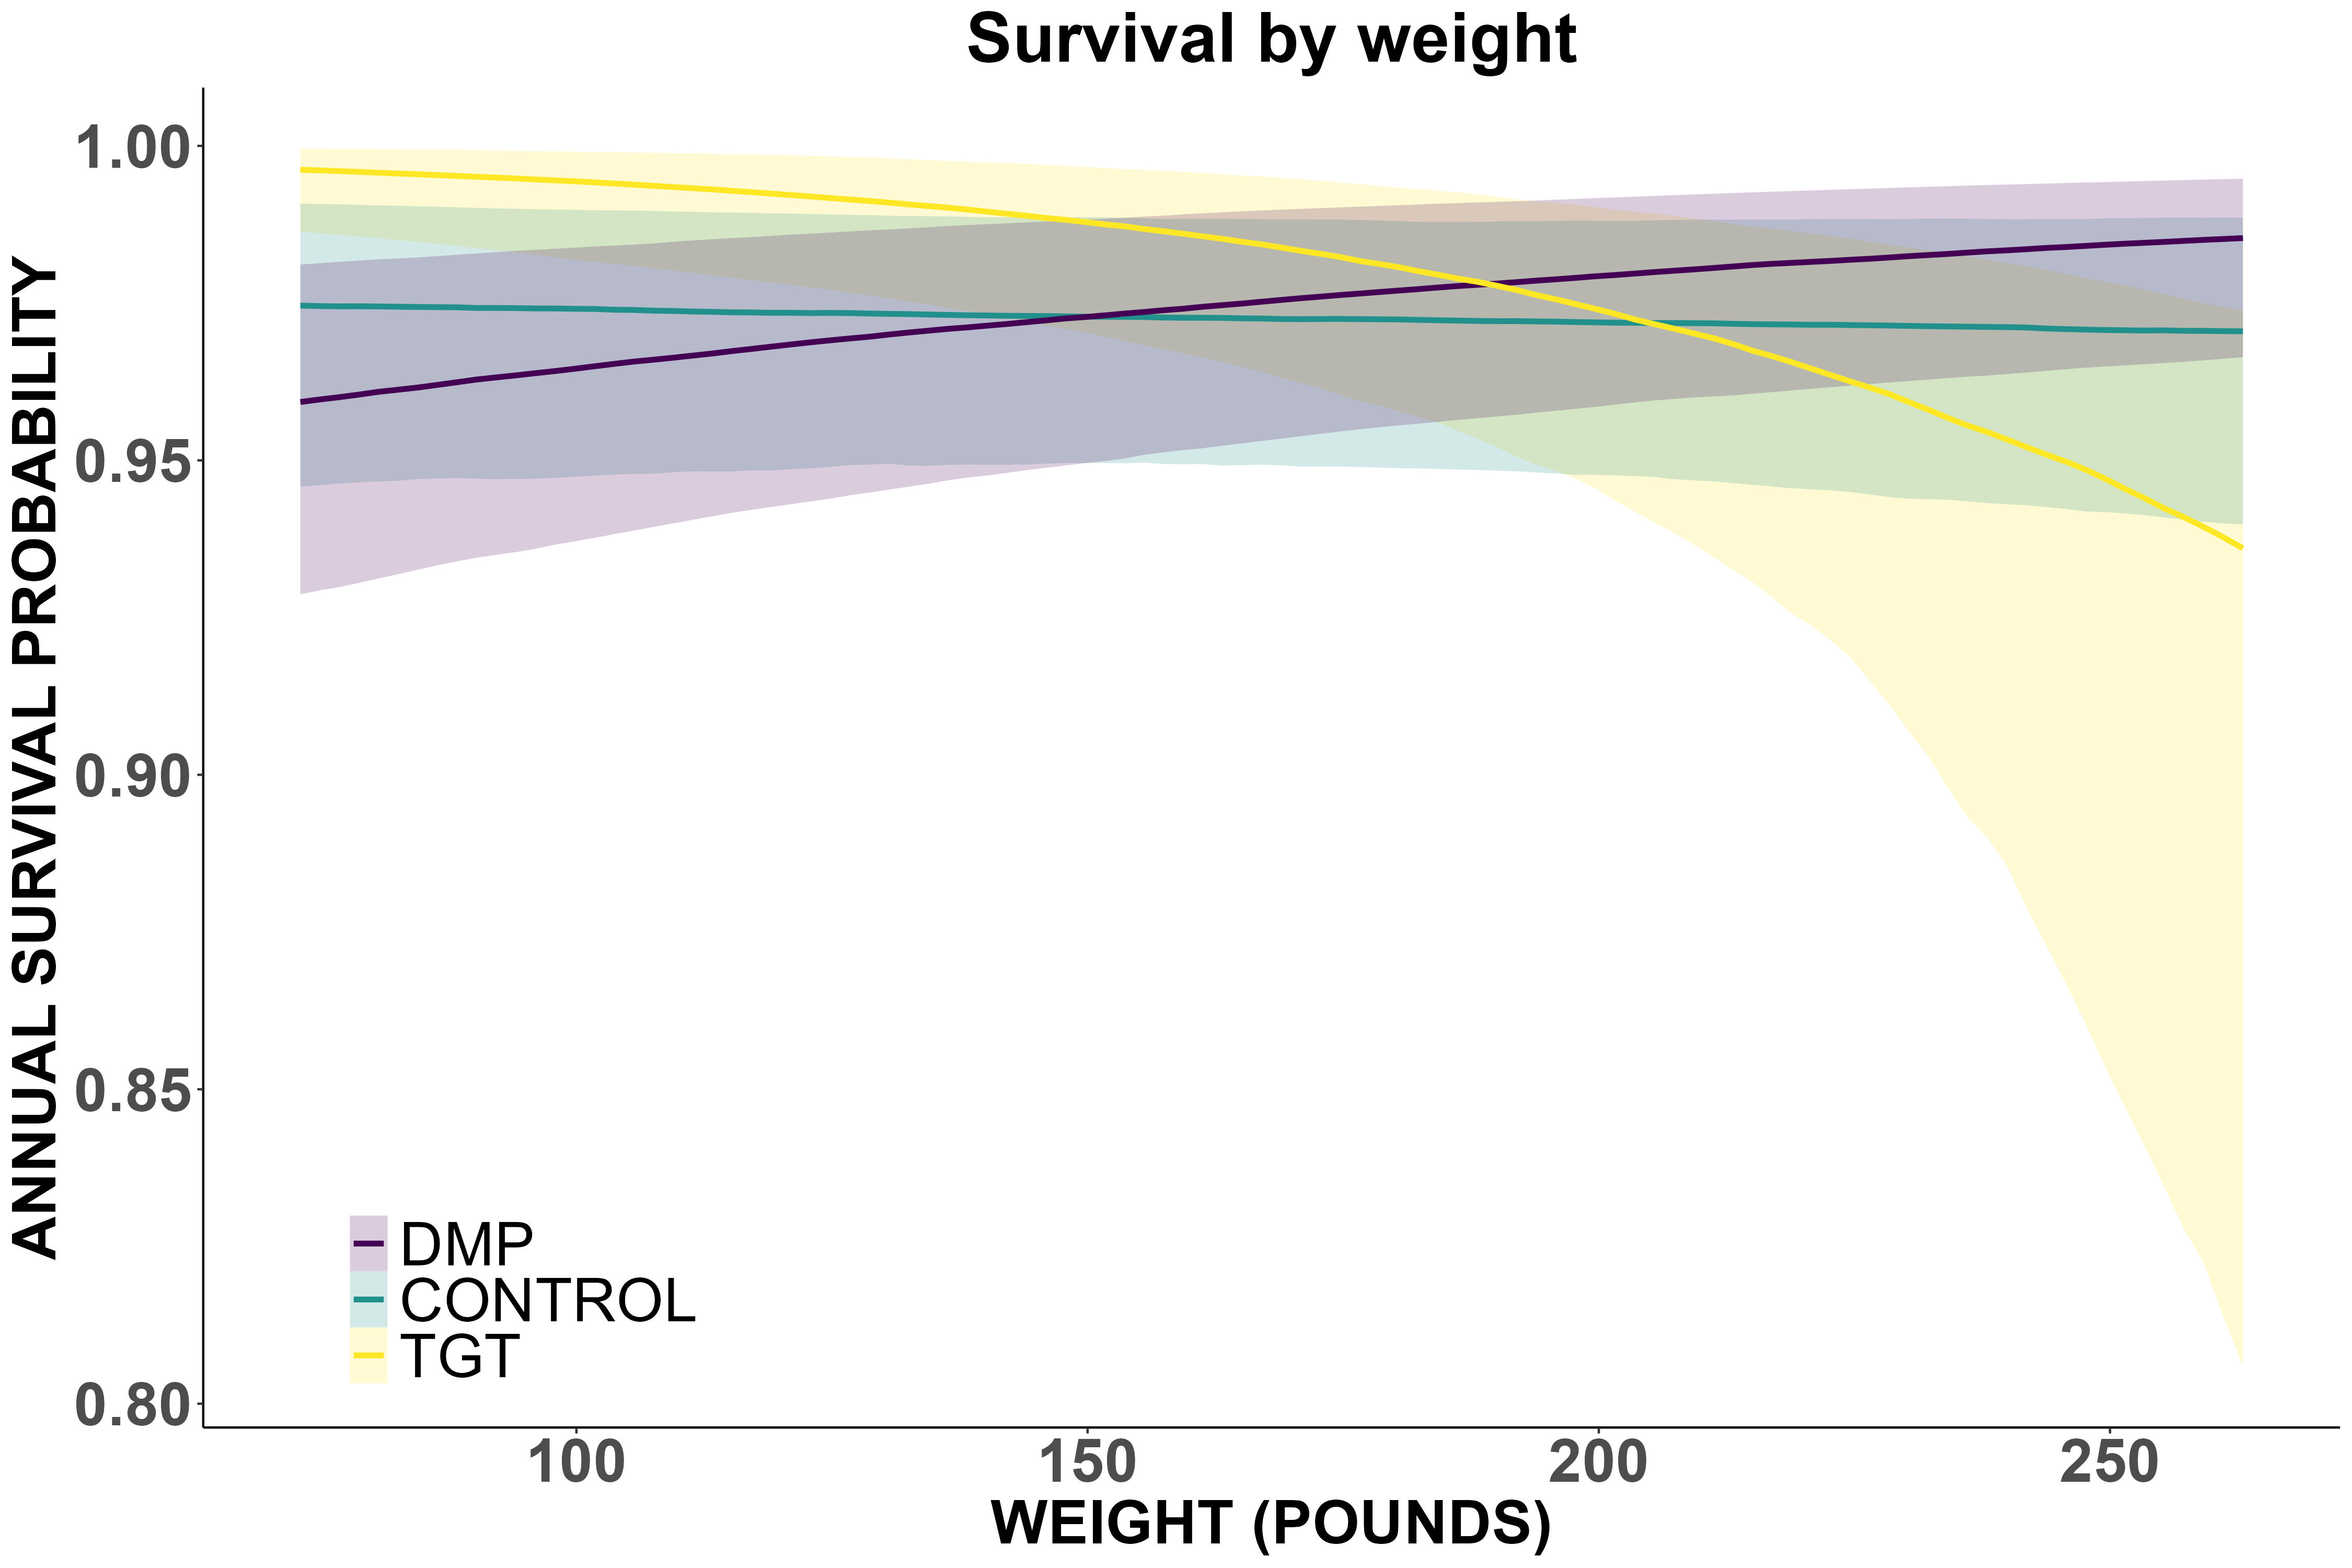 Survival by weight
ANNUAL SURVIVAL PROBABILITY
1.00
0.95
0.90
0.85
0.80
DMP
CONTROL
TGT
100 150 200 250
WEIGHT (POUNDS)